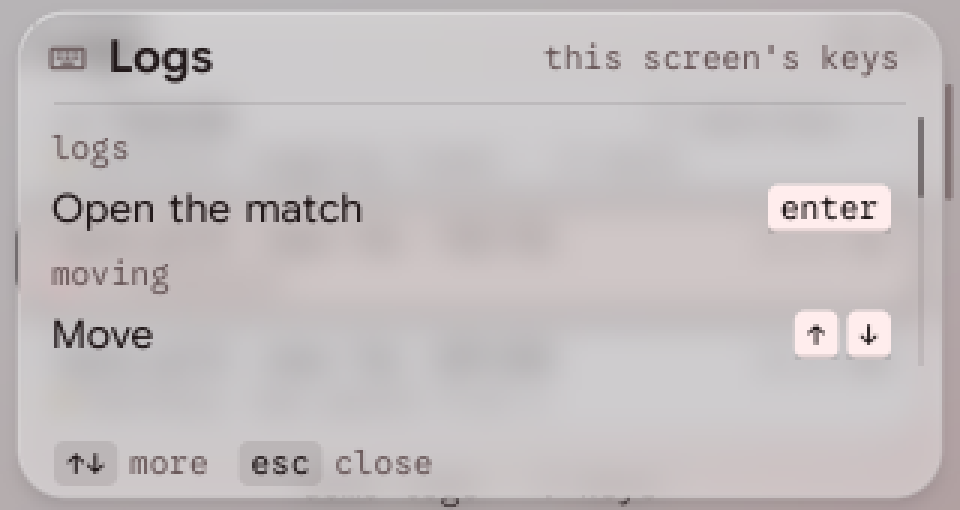 Logs this screen's keys
logs
Open the match enter
moving
Move ↑ ↓
↑↓ more esc close